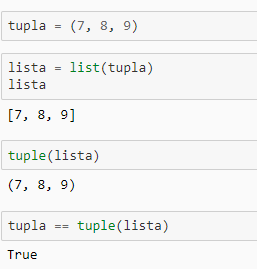 tupla = (7, 8, 9)
lista = list(tupla)
lista
[7, 8, 9]
tuple(lista)
(7, 8, 9)
tupla == tuple(lista)
True